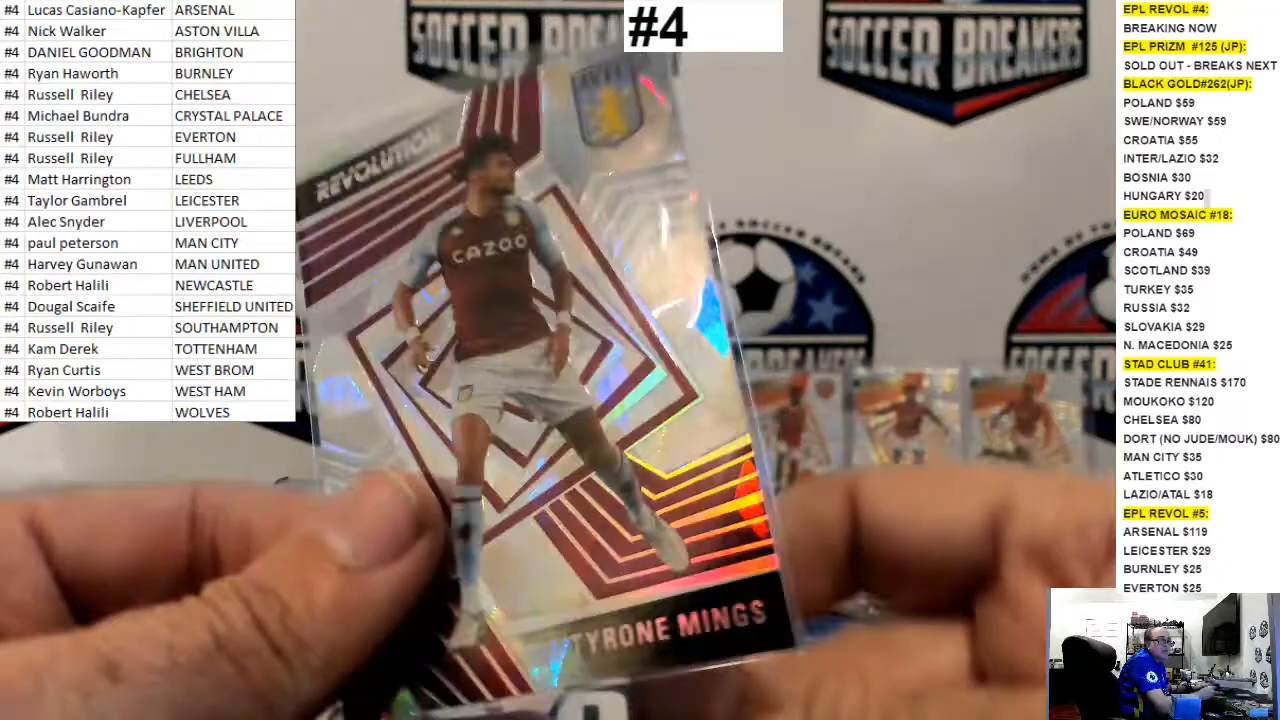 #4 Lucas Casiano-Kapfer ARSENAL
#4 Nick Walker ASTON VILLA
#4 DANIEL GOODMAN BRIGHTON
#4 Ryan Haworth BURNLEY
#4 Russell Riley CHELSEA
#4 Michael Bundra CRYSTAL PALACE
#4 Russell Riley EVERTON
#4 Russell Riley FULLHAM
#4 Matt Harrington LEEDS
#4 Taylor Gambrel LEICESTER
#4 Alec Snyder LIVERPOOL
#4 paul peterson MAN CITY
#4 Harvey Gunawan MAN UNITED
#4 Robert Halili NEWCASTLE
#4 Dougal Scaife SHEFFIELD UNITED
#4 Russell Riley SOUTHAMPTON
#4 Kam Derek TOTTENHAM
#4 Ryan Curtis WEST BROM
#4 Kevin Worboys WEST HAM
#4 Robert Halili WOLVES
#4
SOCCER BREAKERS
SOCCER BREAKERS
REVOLUTION
AVFC
CAZOO
TYRONE MINGS
SOCCER BREAKERS
EPL REVOL #4:
BREAKING NOW
EPL PRIZM #125 (JP):
SOLD OUT - BREAKS NEXT
BLACK GOLD#262(JP):
POLAND $59
SWE/NORWAY $59
CROATIA $55
INTER/LAZIO $32
BOSNIA $30
HUNGARY $20
EURO MOSAIC #18:
POLAND $69
CROATIA $49
SCOTLAND $39
TURKEY $35
RUSSIA $32
SLOVAKIA $29
N. MACEDONIA $25
STAD CLUB #41:
STADE RENNAIS $170
MOUKOKO $120
CHELSEA $80
DORT (NO JUDE/MOUK) $80
MAN CITY $35
ATLETICO $30
LAZIO/ATAL $18
EPL REVOL #5:
ARSENAL $119
LEICESTER $29
BURNLEY $25
EVERTON $25